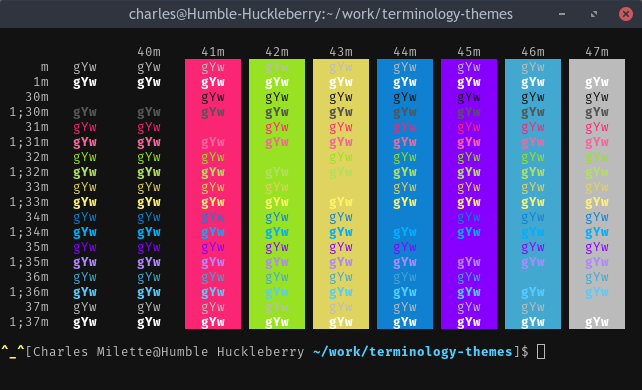 charles@Humble-Huckleberry:~/work/terminology-themes
40m 41m 42m 43m 44m 45m 46m 47m
m gYw gYw gYw gYw gYw gYw gYw gYw
1m gYw gYw gYw gYw gYw gYw gYw gYw gYw
30m gYw gYw gYw gYw gYw gYw gYw
1;30m gYw gYw gYw gYw gYw gYw gYw gYw gYw
31m gYw gYw gYw gYw gYw gYw gYw gYw
1;31m gYw gYw gYw gYw gYw gYw gYw gYw gYw
32m gYw gYw gYw gYw gYw gYw gYw gYw
1;32m gYw gYw gYw gYw gYw gYw gYw gYw gYw
33m gYw gYw gYw gYw gYw gYw gYw gYw
1;33m gYw gYw gYw gYw gYw gYw gYw gYw gYw
34m gYw gYw gYw gYw gYw gYw gYw gYw
1;34m gYw gYw gYw gYw gYw gYw gYw gYw gYw
35m gYw gYw gYw gYw gYw gYw gYw gYw
1;35m gYw gYw gYw gYw gYw gYw gYw gYw gYw
36m gYw gYw gYw gYw gYw gYw gYw gYw
1;36m gYw gYw gYw gYw gYw gYw gYw gYw gYw
37m gYw gYw gYw gYw gYw gYw gYw gYw
1;37m gYw gYw gYw gYw gYw gYw gYw gYw gYw
^_^[Charles Milette@Humble Huckleberry ~/work/terminology-themes]$